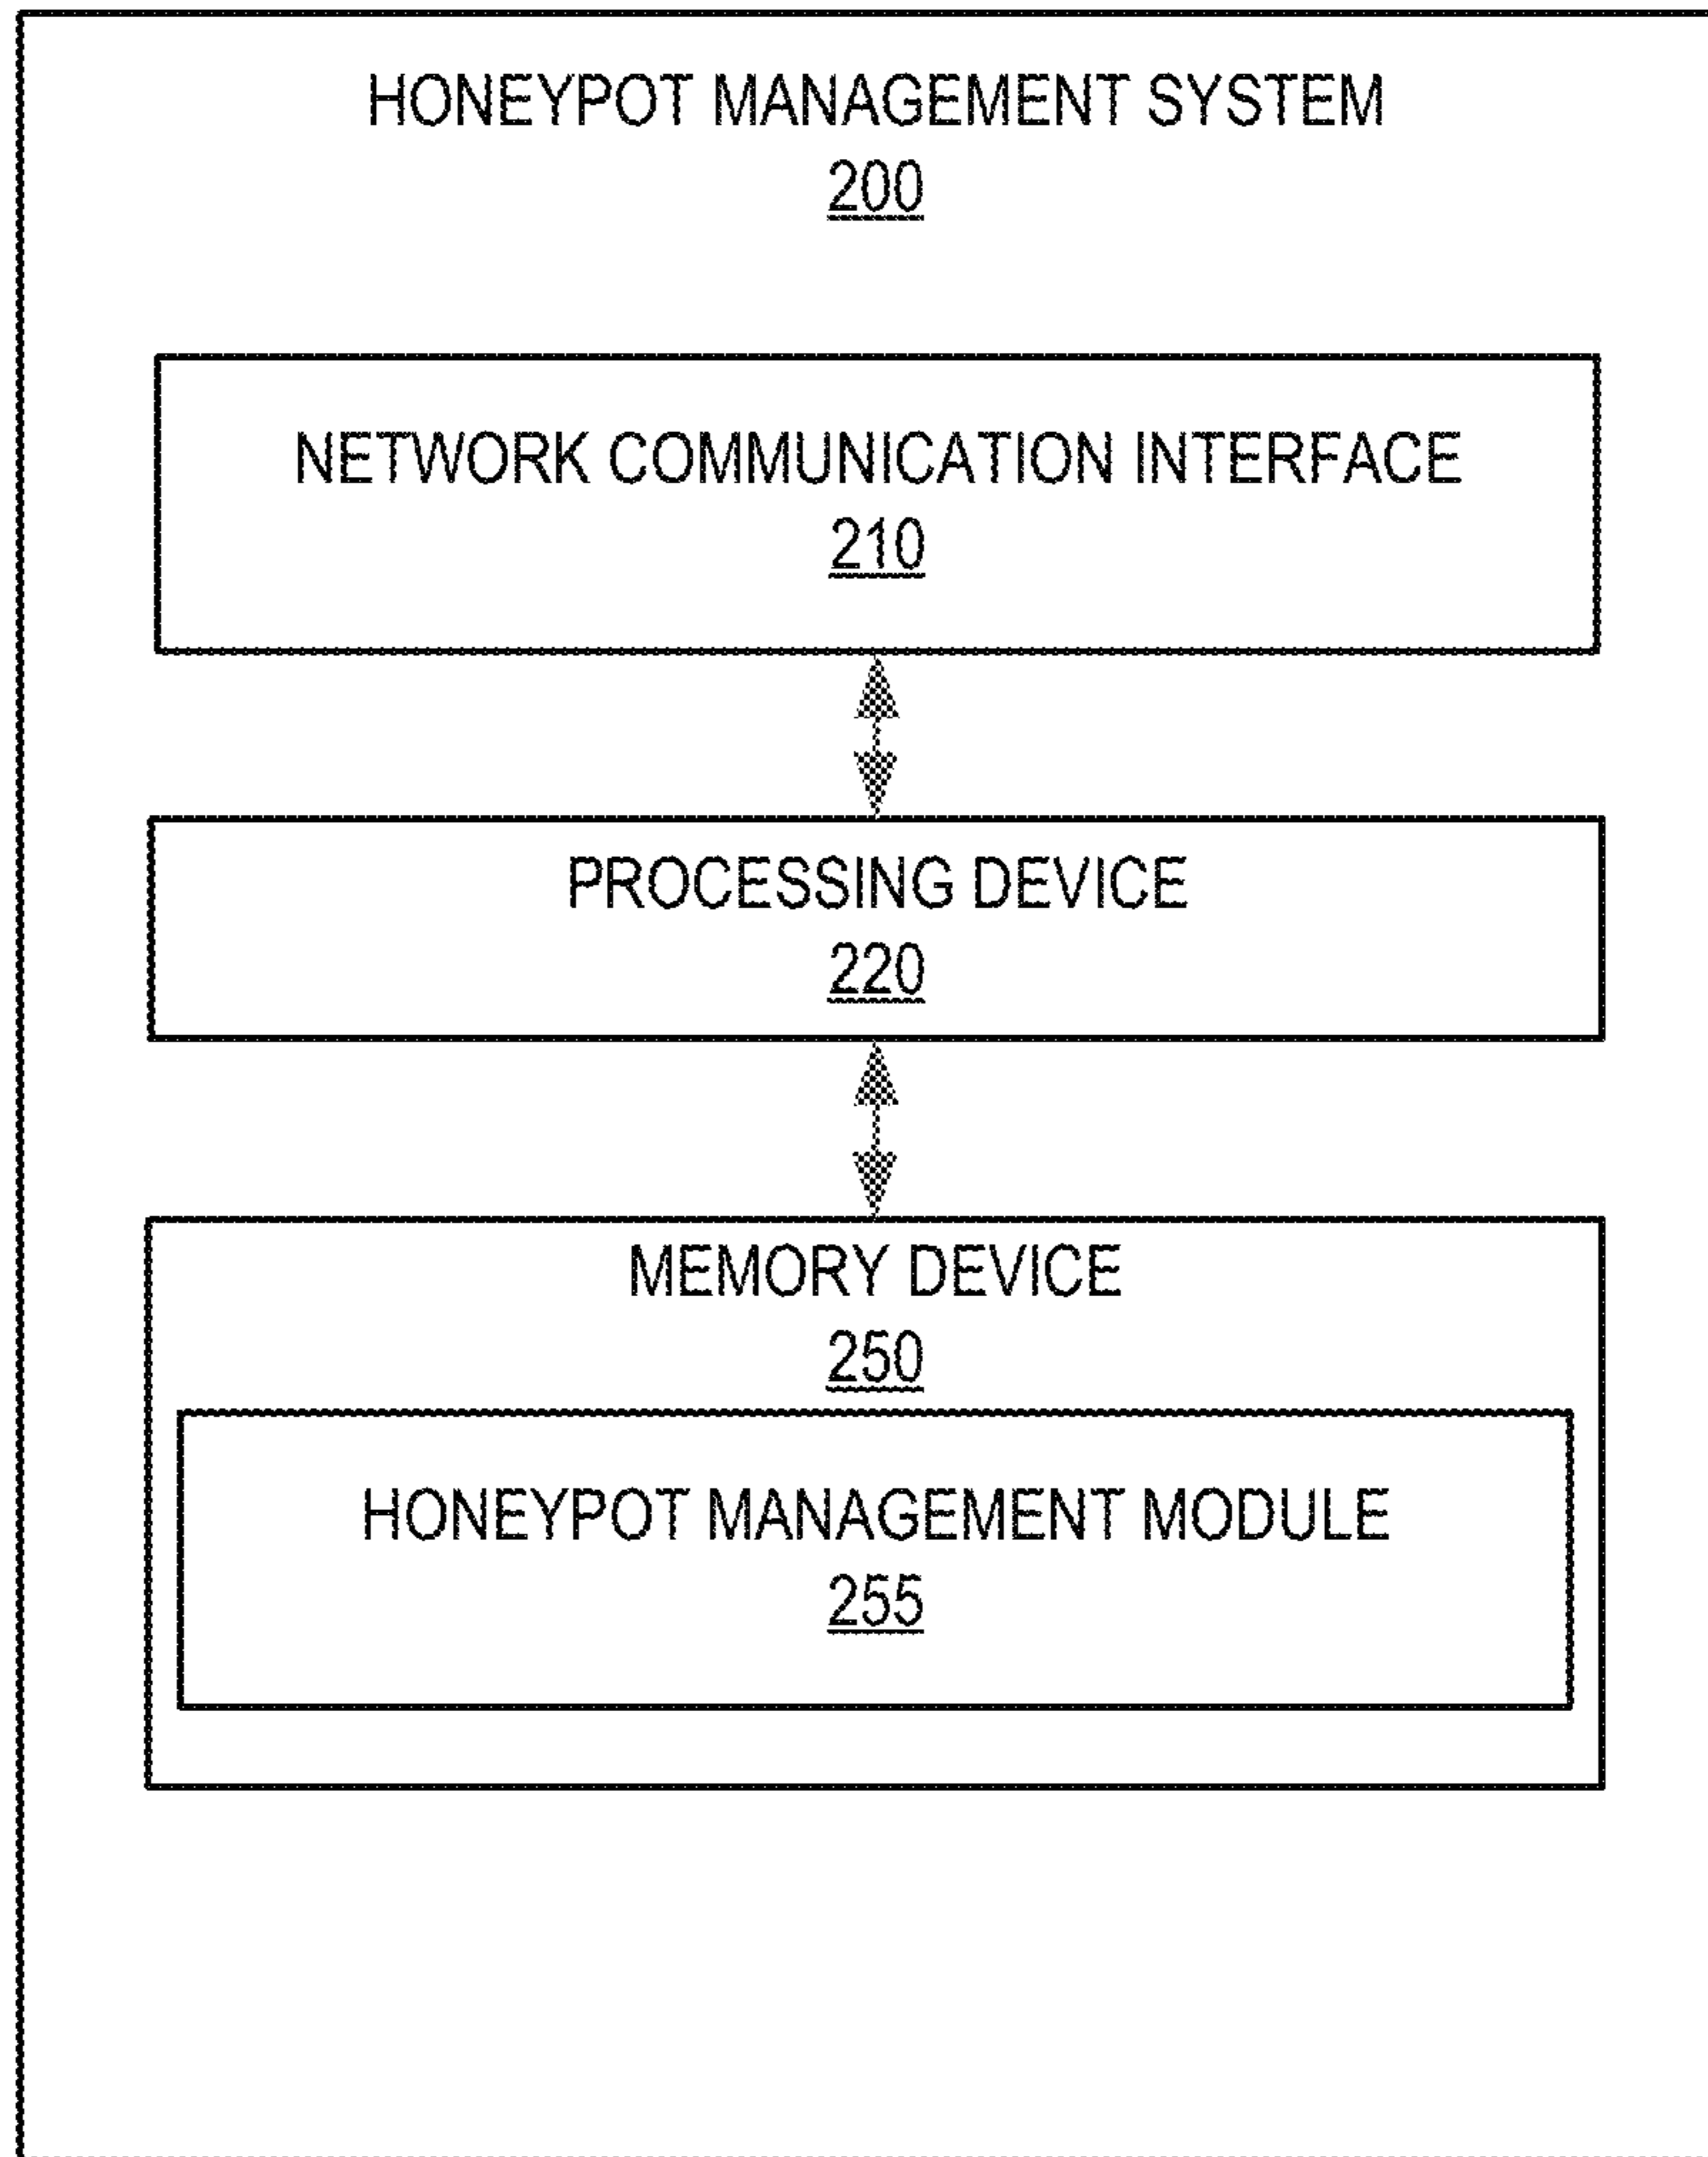 HONEYPOT MANAGEMENT SYSTEM
200
NETWORK COMMUNICATION INTERFACE
210
PROCESSING DEVICE
220
MEMORY DEVICE
250
HONEYPOT MANAGEMENT MODULE
255